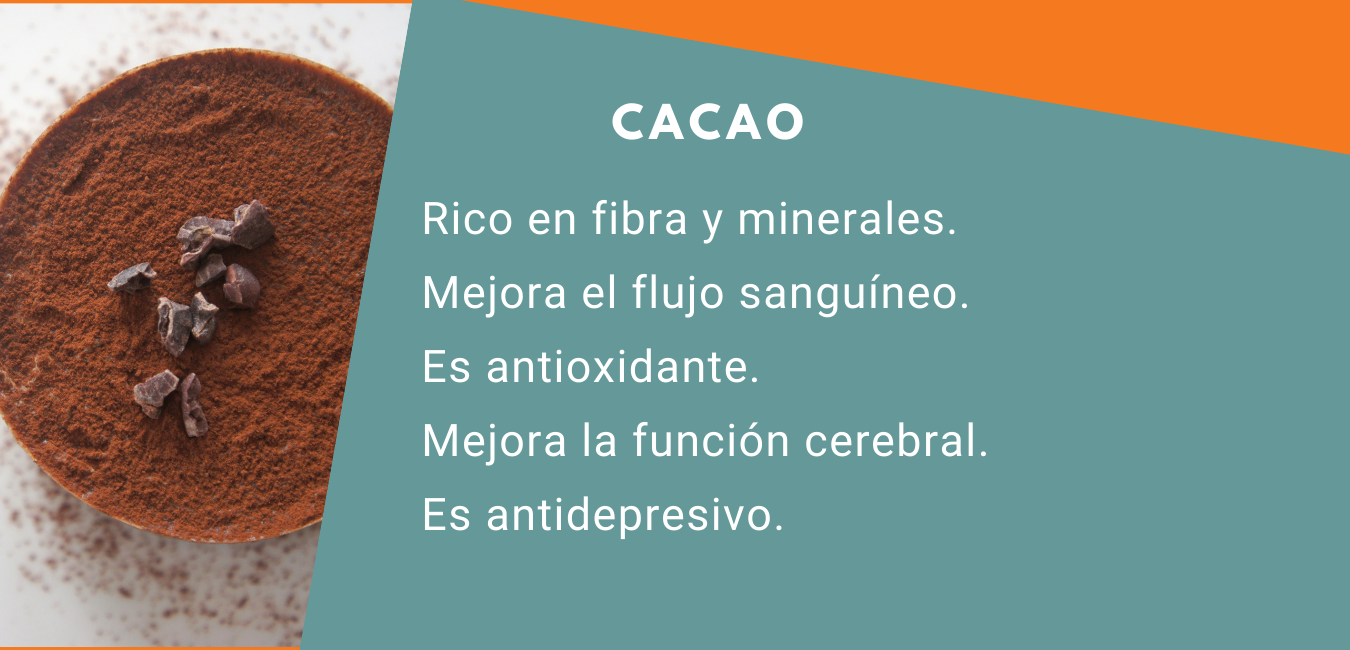 CACAO
Rico en fibra y minerales.
Mejora el flujo sanguíneo.
Es antioxidante.
Mejora la función cerebral.
Es antidepresivo.